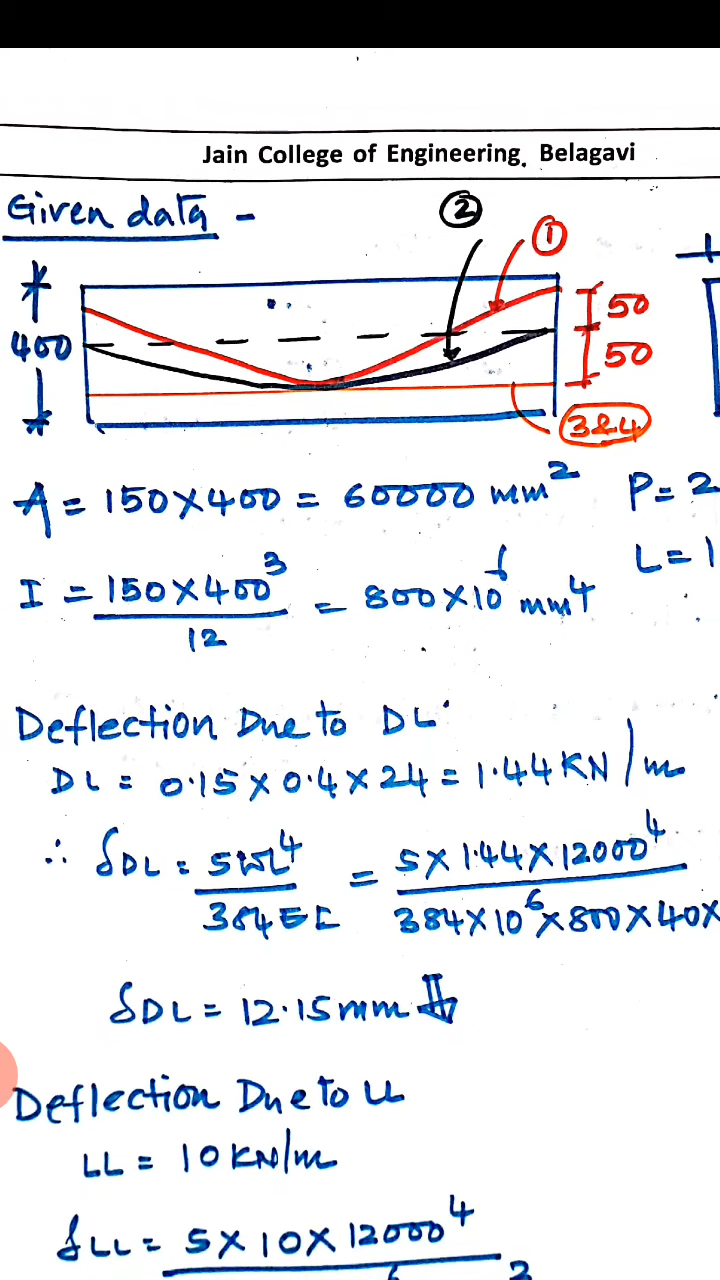 Jain College of Engineering, Belagavi
Given data -
② ①
50
400
50
3&4
A = 150×400 = 60000 mm² P= 2
I = 150×400³/12 = 800×10⁶ mm⁴ L= 1
Deflection Due to DL
DL = 0.15×0.4×24 = 1.44 KN/m
∴ δDL = 5wL⁴/384EI = 5×1.44×12000⁴/384×10⁶×800×40×
δDL = 12.15mm ⇓
Deflection Due to LL
LL = 10 KN/m
δLL = 5×10×12000⁴